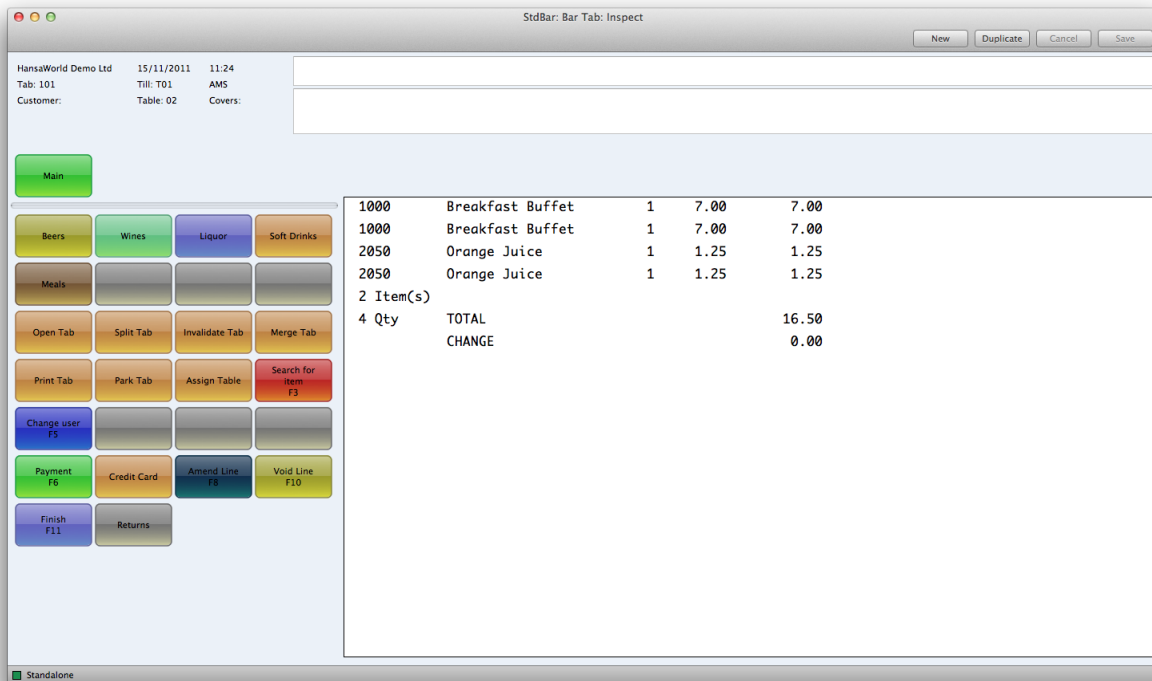 StdBar: Bar Tab: Inspect
New Duplicate Cancel Save
HansaWorld Demo Ltd 15/11/2011 11:24
Tab: 101 Till: T01 AMS
Customer: Table: 02 Covers:
Main
Beers Wines Liquor Soft Drinks
Meals
Open Tab Split Tab Invalidate Tab Merge Tab
Print Tab Park Tab Assign Table Search for
Item
F3
Change user
F5
Payment
F6
Credit Card
Amend Line
F8
Void Line
F10
Finish
F11
Returns
1000 Breakfast Buffet 1 7.00 7.00
1000 Breakfast Buffet 1 7.00 7.00
2050 Orange Juice 1 1.25 1.25
2050 Orange Juice 1 1.25 1.25
2 Item(s)
4 Qty TOTAL 16.50
CHANGE 0.00
Standalone